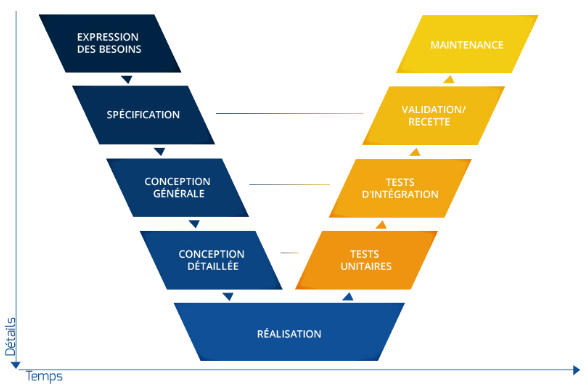 EXPRESSION
DES BESOINS
MAINTENANCE
SPÉCIFICATION
VALIDATION/
RECETTE
CONCEPTION
GÉNÉRALE
TESTS
D'INTÉGRATION
CONCEPTION
DÉTAILLÉE
TESTS
UNITAIRES
RÉALISATION
Détails
Temps